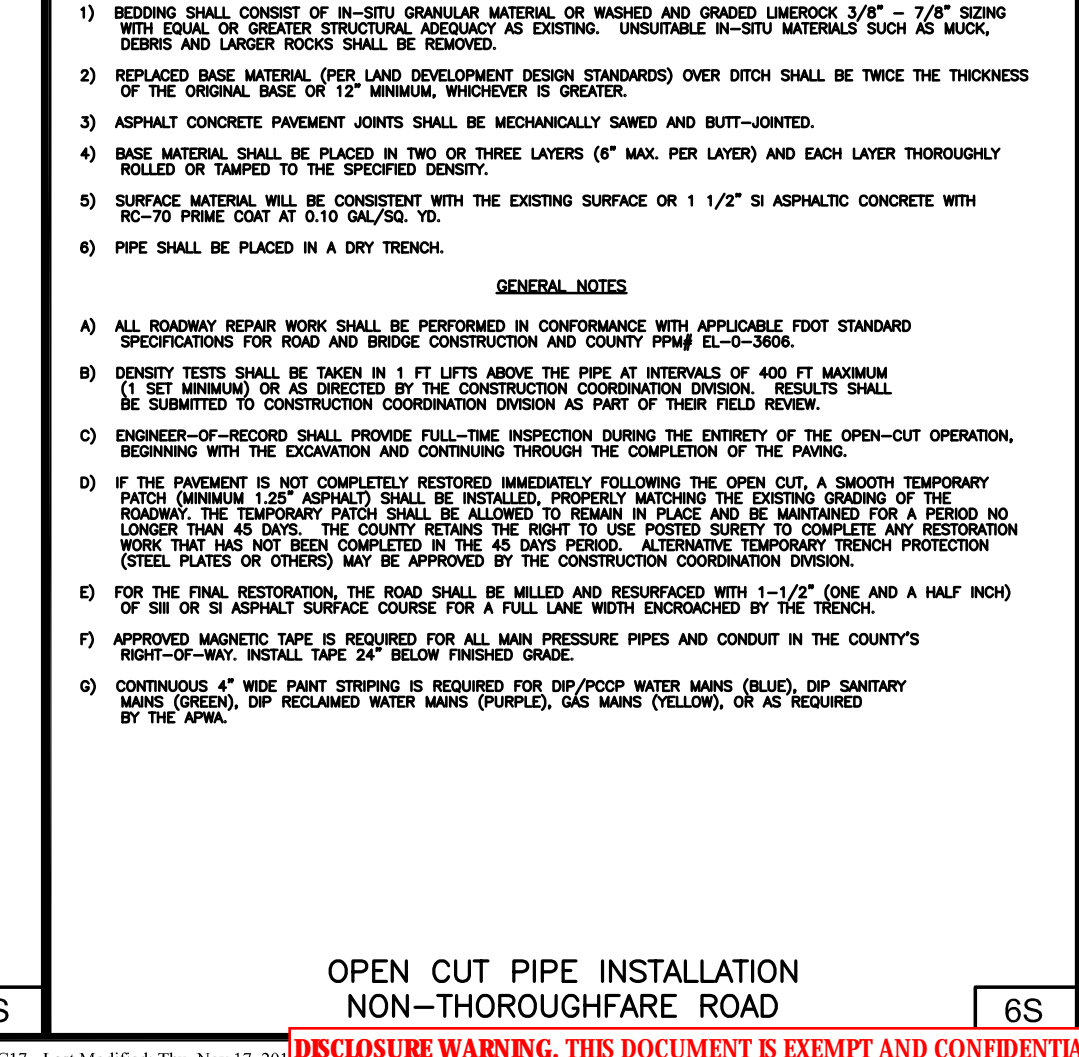 1) BEDDING SHALL CONSIST OF IN-SITU GRANULAR MATERIAL OR WASHED AND GRADED LIMEROCK 3/8" - 7/8" SIZING
WITH EQUAL OR GREATER STRUCTURAL ADEQUACY AS EXISTING. UNSUITABLE IN-SITU MATERIALS SUCH AS MUCK,
DEBRIS AND LARGER ROCKS SHALL BE REMOVED.
2) REPLACED BASE MATERIAL (PER LAND DEVELOPMENT DESIGN STANDARDS) OVER DITCH SHALL BE TWICE THE THICKNESS
OF THE ORIGINAL BASE OR 12" MINIMUM, WHICHEVER IS GREATER.
3) ASPHALT CONCRETE PAVEMENT JOINTS SHALL BE MECHANICALLY SAWED AND BUTT-JOINTED.
4) BASE MATERIAL SHALL BE PLACED IN TWO OR THREE LAYERS (6" MAX. PER LAYER) AND EACH LAYER THOROUGHLY
ROLLED OR TAMPED TO THE SPECIFIED DENSITY.
5) SURFACE MATERIAL WILL BE CONSISTENT WITH THE EXISTING SURFACE OR 1 1/2" SI ASPHALTIC CONCRETE WITH
RC-70 PRIME COAT AT 0.10 GAL/SQ. YD.
6) PIPE SHALL BE PLACED IN A DRY TRENCH.
GENERAL NOTES
A) ALL ROADWAY REPAIR WORK SHALL BE PERFORMED IN CONFORMANCE WITH APPLICABLE FDOT STANDARD
SPECIFICATIONS FOR ROAD AND BRIDGE CONSTRUCTION AND COUNTY PPM# EL-0-3606.
B) DENSITY TESTS SHALL BE TAKEN IN 1 FT LIFTS ABOVE THE PIPE AT INTERVALS OF 400 FT MAXIMUM
(1 SET MINIMUM) OR AS DIRECTED BY THE CONSTRUCTION COORDINATION DIVISION. RESULTS SHALL
BE SUBMITTED TO CONSTRUCTION COORDINATION DIVISION AS PART OF THEIR FIELD REVIEW.
C) ENGINEER-OF-RECORD SHALL PROVIDE FULL-TIME INSPECTION DURING THE ENTIRETY OF THE OPEN-CUT OPERATION,
BEGINNING WITH THE EXCAVATION AND CONTINUING THROUGH THE COMPLETION OF THE PAVING.
D) IF THE PAVEMENT IS NOT COMPLETELY RESTORED IMMEDIATELY FOLLOWING THE OPEN CUT, A SMOOTH TEMPORARY
PATCH (MINIMUM 1.25" ASPHALT) SHALL BE INSTALLED, PROPERLY MATCHING THE EXISTING GRADING OF THE
ROADWAY. THE TEMPORARY PATCH SHALL BE ALLOWED TO REMAIN IN PLACE AND BE MAINTAINED FOR A PERIOD NO
LONGER THAN 45 DAYS. THE COUNTY RETAINS THE RIGHT TO USE POSTED SURETY TO COMPLETE ANY RESTORATION
WORK THAT HAS NOT BEEN COMPLETED IN THE 45 DAYS PERIOD. ALTERNATIVE TEMPORARY TRENCH PROTECTION
(STEEL PLATES OR OTHERS) MAY BE APPROVED BY THE CONSTRUCTION COORDINATION DIVISION.
E) FOR THE FINAL RESTORATION, THE ROAD SHALL BE MILLED AND RESURFACED WITH 1-1/2" (ONE AND A HALF INCH)
OF SIII OR SI ASPHALT SURFACE COURSE FOR A FULL LANE WIDTH ENCROACHED BY THE TRENCH.
F) APPROVED MAGNETIC TAPE IS REQUIRED FOR ALL MAIN PRESSURE PIPES AND CONDUIT IN THE COUNTY'S
RIGHT-OF-WAY. INSTALL TAPE 24" BELOW FINISHED GRADE.
G) CONTINUOUS 4" WIDE PAINT STRIPING IS REQUIRED FOR DIP/PCCP WATER MAINS (BLUE), DIP SANITARY
MAINS (GREEN), DIP RECLAIMED WATER MAINS (PURPLE), GAS MAINS (YELLOW), OR AS REQUIRED
BY THE APWA.
OPEN CUT PIPE INSTALLATION
NON-THOROUGHFARE ROAD
6S
DISCLOSURE WARNING. THIS DOCUMENT IS EXEMPT AND CONFIDENTIA